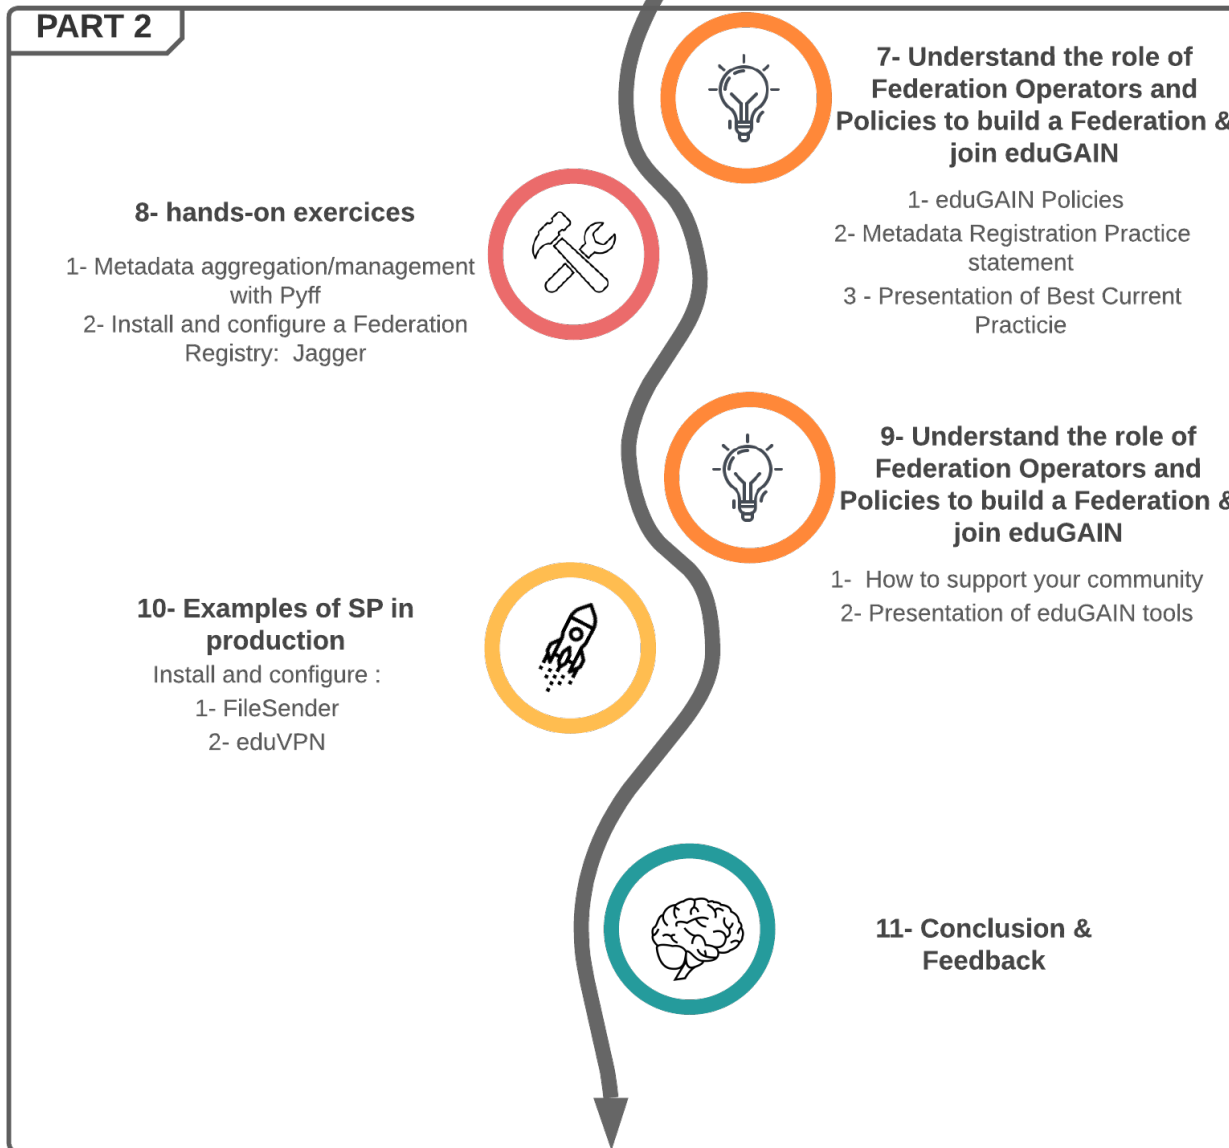 PART 2
7- Understand the role of
Federation Operators and
Policies to build a Federation &
join eduGAIN
1- eduGAIN Policies
2- Metadata Registration Practice
statement
3 - Presentation of Best Current
Practicie
8- hands-on exercices
1- Metadata aggregation/management
with Pyff
2- Install and configure a Federation
Registry: Jagger
9- Understand the role of
Federation Operators and
Policies to build a Federation &
join eduGAIN
1- How to support your community
2- Presentation of eduGAIN tools
10- Examples of SP in
production
Install and configure :
1- FileSender
2- eduVPN
11- Conclusion &
Feedback